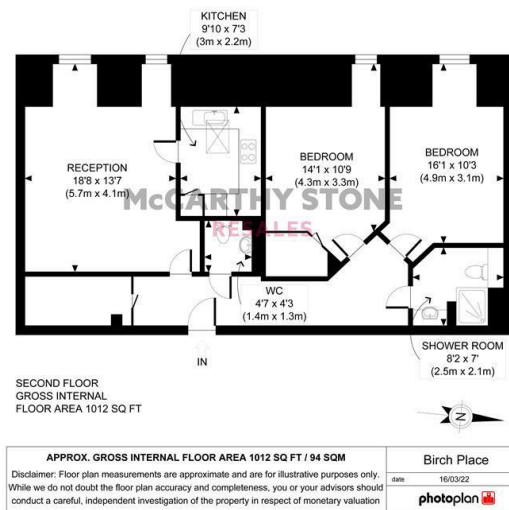 KITCHEN
9'10 x 7'3
(3m x 2.2m)
RECEPTION
18'8 x 13'7
(5.7m x 4.1m)
BEDROOM
14'1 x 10'9
(4.3m x 3.3m)
BEDROOM
16'1 x 10'3
(4.9m x 3.1m)
McCARTHY STONE
RESALES
WC
4'7 x 4'3
(1.4m x 1.3m)
SHOWER ROOM
8'2 x 7'
(2.5m x 2.1m)
IN
SECOND FLOOR
GROSS INTERNAL
FLOOR AREA 1012 SQ FT
N
APPROX. GROSS INTERNAL FLOOR AREA 1012 SQ FT / 94 SQM
Disclaimer: Floor plan measurements are approximate and are for illustrative purposes only.
While we do not doubt the floor plan accuracy and completeness, you or your advisors should
conduct a careful, independent investigation of the property in respect of monetary valuation
Birch Place
date 16/03/22
photoplan